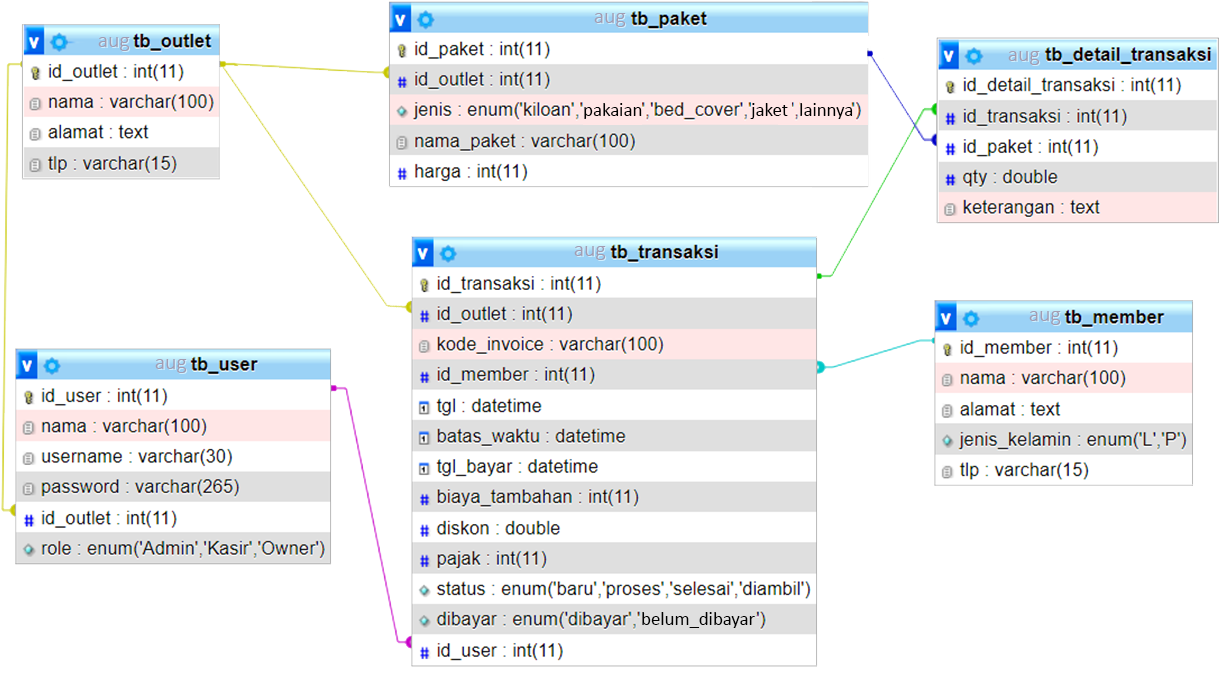 aug tb_outlet
id_outlet : int(11)
nama : varchar(100)
alamat : text
tlp : varchar(15)
aug tb_paket
id_paket : int(11)
id_outlet : int(11)
jenis : enum('kiloan','pakaian','bed_cover','jaket ',lainnya')
nama_paket : varchar(100)
harga : int(11)
aug tb_detail_transaksi
id_detail_transaksi : int(11)
id_transaksi : int(11)
id_paket : int(11)
qty : double
keterangan : text
aug tb_user
id_user : int(11)
nama : varchar(100)
username : varchar(30)
password : varchar(265)
id_outlet : int(11)
role : enum('Admin','Kasir','Owner')
aug tb_transaksi
id_transaksi : int(11)
id_outlet : int(11)
kode_invoice : varchar(100)
id_member : int(11)
tgl : datetime
batas_waktu : datetime
tgl_bayar : datetime
biaya_tambahan : int(11)
diskon : double
pajak : int(11)
status : enum('baru','proses','selesai','diambil')
dibayar : enum('dibayar','belum_dibayar')
id_user : int(11)
aug tb_member
id_member : int(11)
nama : varchar(100)
alamat : text
jenis_kelamin : enum('L','P')
tlp : varchar(15)